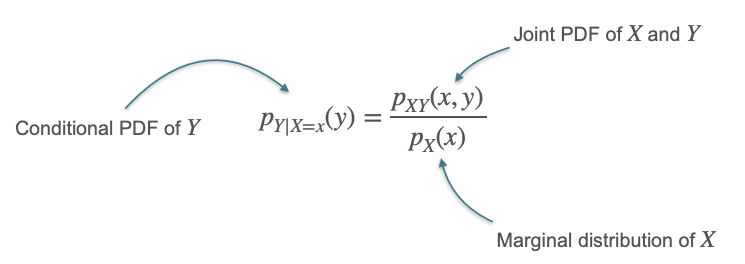 Joint PDF of X and Y
Conditional PDF of Y
p_{Y|X=x}(y) = \frac{p_{XY}(x, y)}{p_X(x)}
Marginal distribution of X